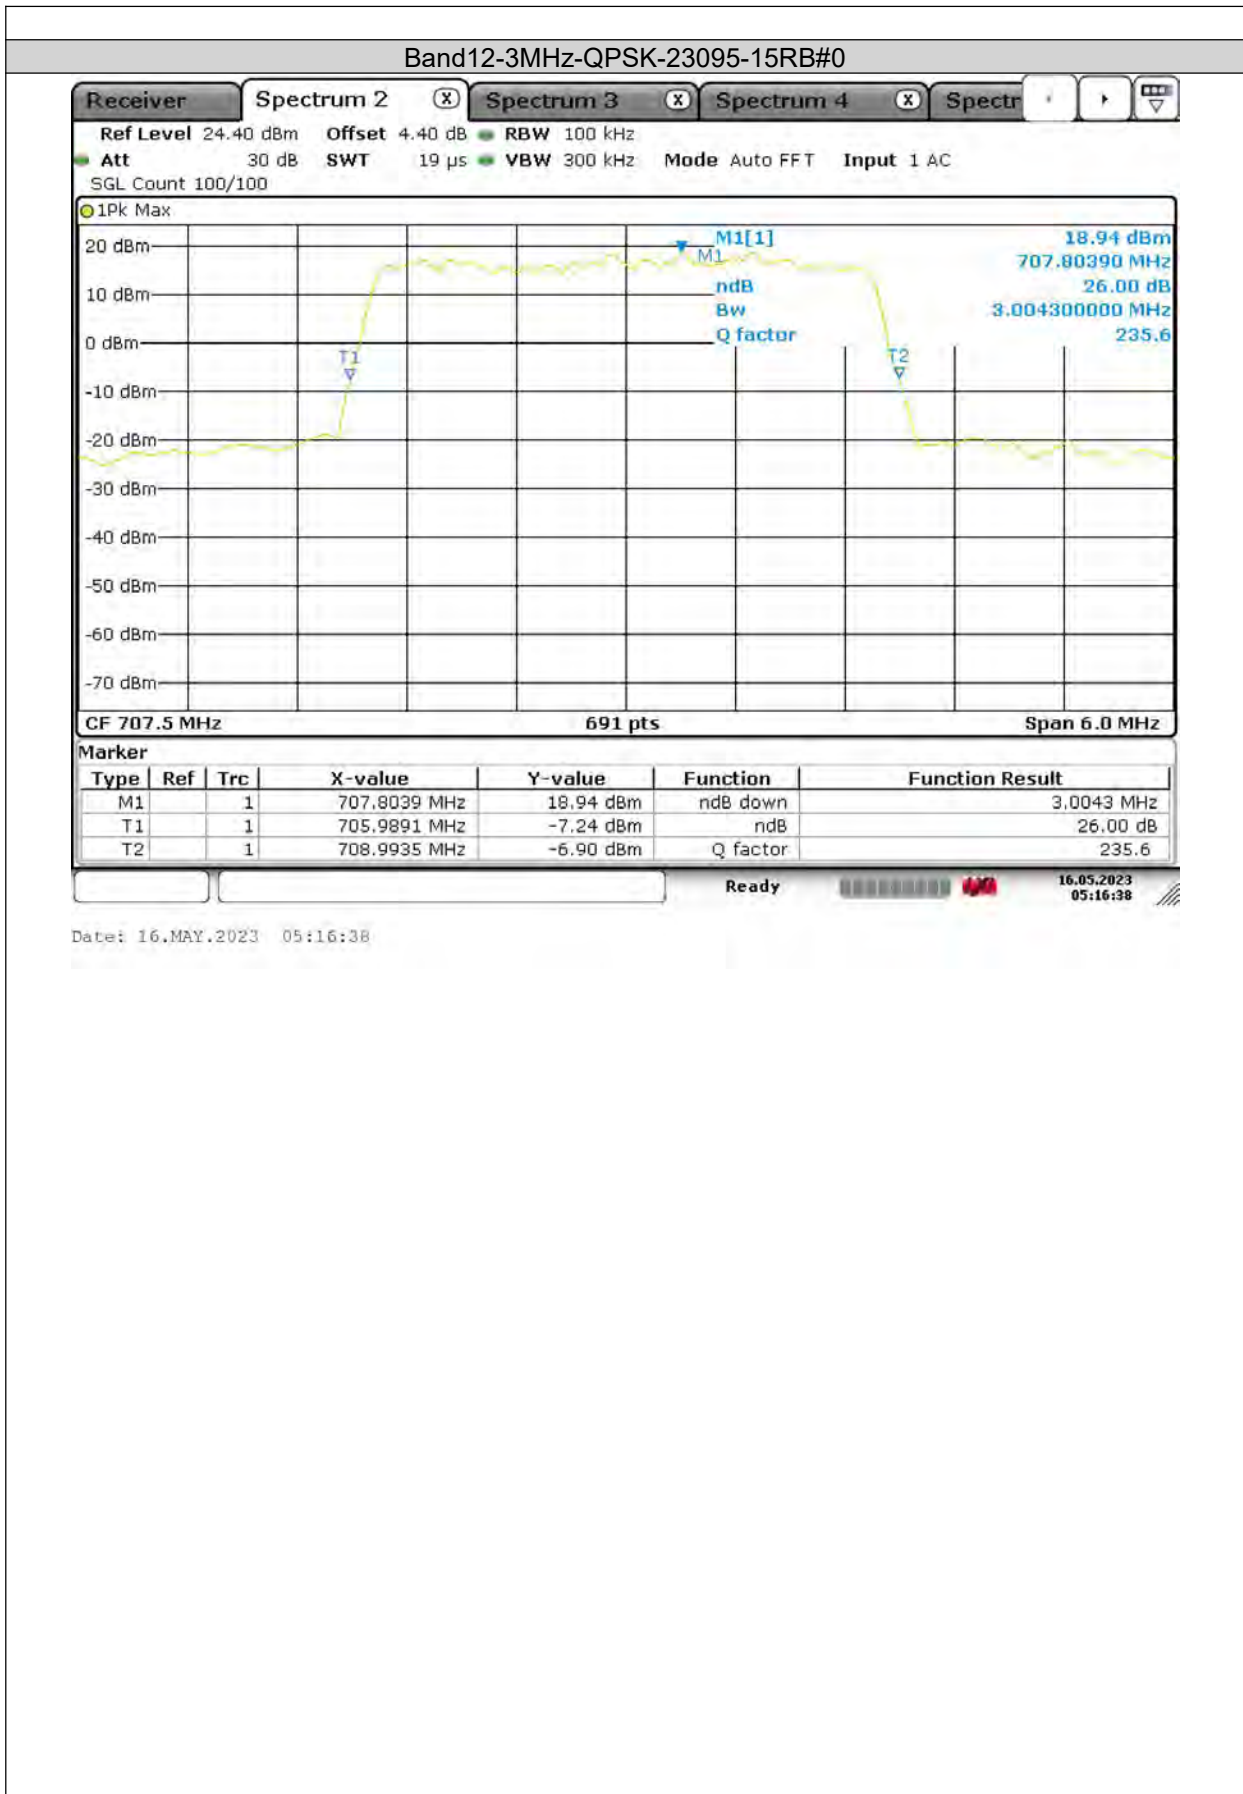 Band12-3MHz-QPSK-23095-15RB#0
Receiver Spectrum 2 X Spectrum 3 X Spectrum 4 X Spectr
Ref Level 24.40 dBm Offset 4.40 dB RBW 100 kHz
Att 30 dB SWT 19 µs VBW 300 kHz Mode Auto FFT Input 1 AC
SGL Count 100/100
1Pk Max
M1[1] 18.94 dBm
707.80390 MHz
ndB 26.00 dB
Bw 3.004300000 MHz
Q factor 235.6
20 dBm
M1
10 dBm
0 dBm
T1 T2
-10 dBm
-20 dBm
-30 dBm
-40 dBm
-50 dBm
-60 dBm
-70 dBm
CF 707.5 MHz 691 pts Span 6.0 MHz
Marker
Type Ref Trc X-value Y-value Function Function Result
M1 1 707.8039 MHz 18.94 dBm ndB down 3.0043 MHz
T1 1 705.9891 MHz -7.24 dBm ndB 26.00 dB
T2 1 708.9935 MHz -6.90 dBm Q factor 235.6
Ready 16.05.2023
05:16:38
Date: 16.MAY.2023 05:16:38